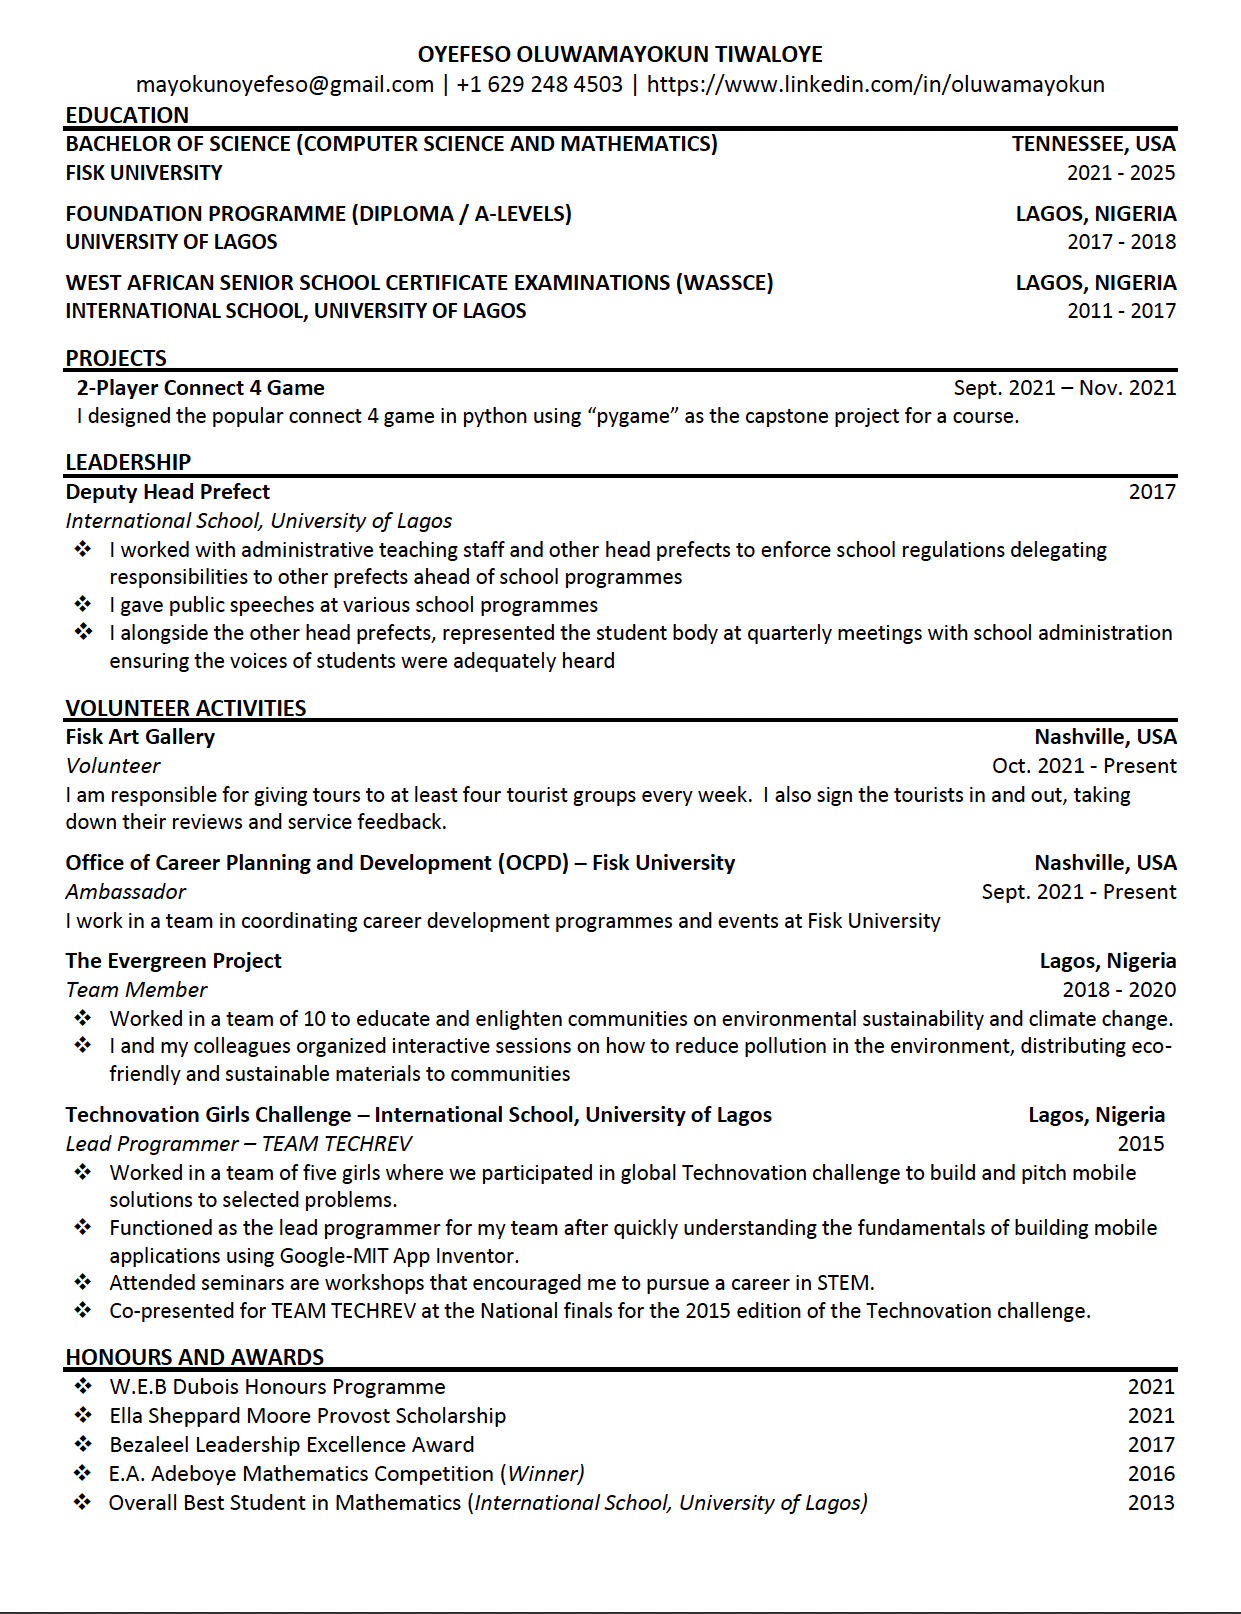 OYEFESO OLUWAMAYOKUN TIWALOYE
mayokunoyefeso@gmail.com | +1 629 248 4503 | https://www.linkedin.com/in/oluwamayokun
EDUCATION
BACHELOR OF SCIENCE (COMPUTER SCIENCE AND MATHEMATICS) TENNESSEE, USA
FISK UNIVERSITY 2021 - 2025
FOUNDATION PROGRAMME (DIPLOMA / A-LEVELS) LAGOS, NIGERIA
UNIVERSITY OF LAGOS 2017 - 2018
WEST AFRICAN SENIOR SCHOOL CERTIFICATE EXAMINATIONS (WASSCE) LAGOS, NIGERIA
INTERNATIONAL SCHOOL, UNIVERSITY OF LAGOS 2011 - 2017
PROJECTS
2-Player Connect 4 Game Sept. 2021 – Nov. 2021
I designed the popular connect 4 game in python using “pygame” as the capstone project for a course.
LEADERSHIP
Deputy Head Prefect 2017
International School, University of Lagos
❖ I worked with administrative teaching staff and other head prefects to enforce school regulations delegating
responsibilities to other prefects ahead of school programmes
❖ I gave public speeches at various school programmes
❖ I alongside the other head prefects, represented the student body at quarterly meetings with school administration
ensuring the voices of students were adequately heard
VOLUNTEER ACTIVITIES
Fisk Art Gallery Nashville, USA
Volunteer Oct. 2021 - Present
I am responsible for giving tours to at least four tourist groups every week.  I also sign the tourists in and out, taking
down their reviews and service feedback.
Office of Career Planning and Development (OCPD) – Fisk University Nashville, USA
Ambassador Sept. 2021 - Present
I work in a team in coordinating career development programmes and events at Fisk University
The Evergreen Project Lagos, Nigeria
Team Member 2018 - 2020
❖ Worked in a team of 10 to educate and enlighten communities on environmental sustainability and climate change.
❖ I and my colleagues organized interactive sessions on how to reduce pollution in the environment, distributing eco-
friendly and sustainable materials to communities
Technovation Girls Challenge – International School, University of Lagos Lagos, Nigeria
Lead Programmer – TEAM TECHREV 2015
❖ Worked in a team of five girls where we participated in global Technovation challenge to build and pitch mobile
solutions to selected problems.
❖ Functioned as the lead programmer for my team after quickly understanding the fundamentals of building mobile
applications using Google-MIT App Inventor.
❖ Attended seminars are workshops that encouraged me to pursue a career in STEM.
❖ Co-presented for TEAM TECHREV at the National finals for the 2015 edition of the Technovation challenge.
HONOURS AND AWARDS
❖ W.E.B Dubois Honours Programme 2021
❖ Ella Sheppard Moore Provost Scholarship 2021
❖ Bezaleel Leadership Excellence Award 2017
❖ E.A. Adeboye Mathematics Competition (Winner) 2016
❖ Overall Best Student in Mathematics (International School, University of Lagos) 2013